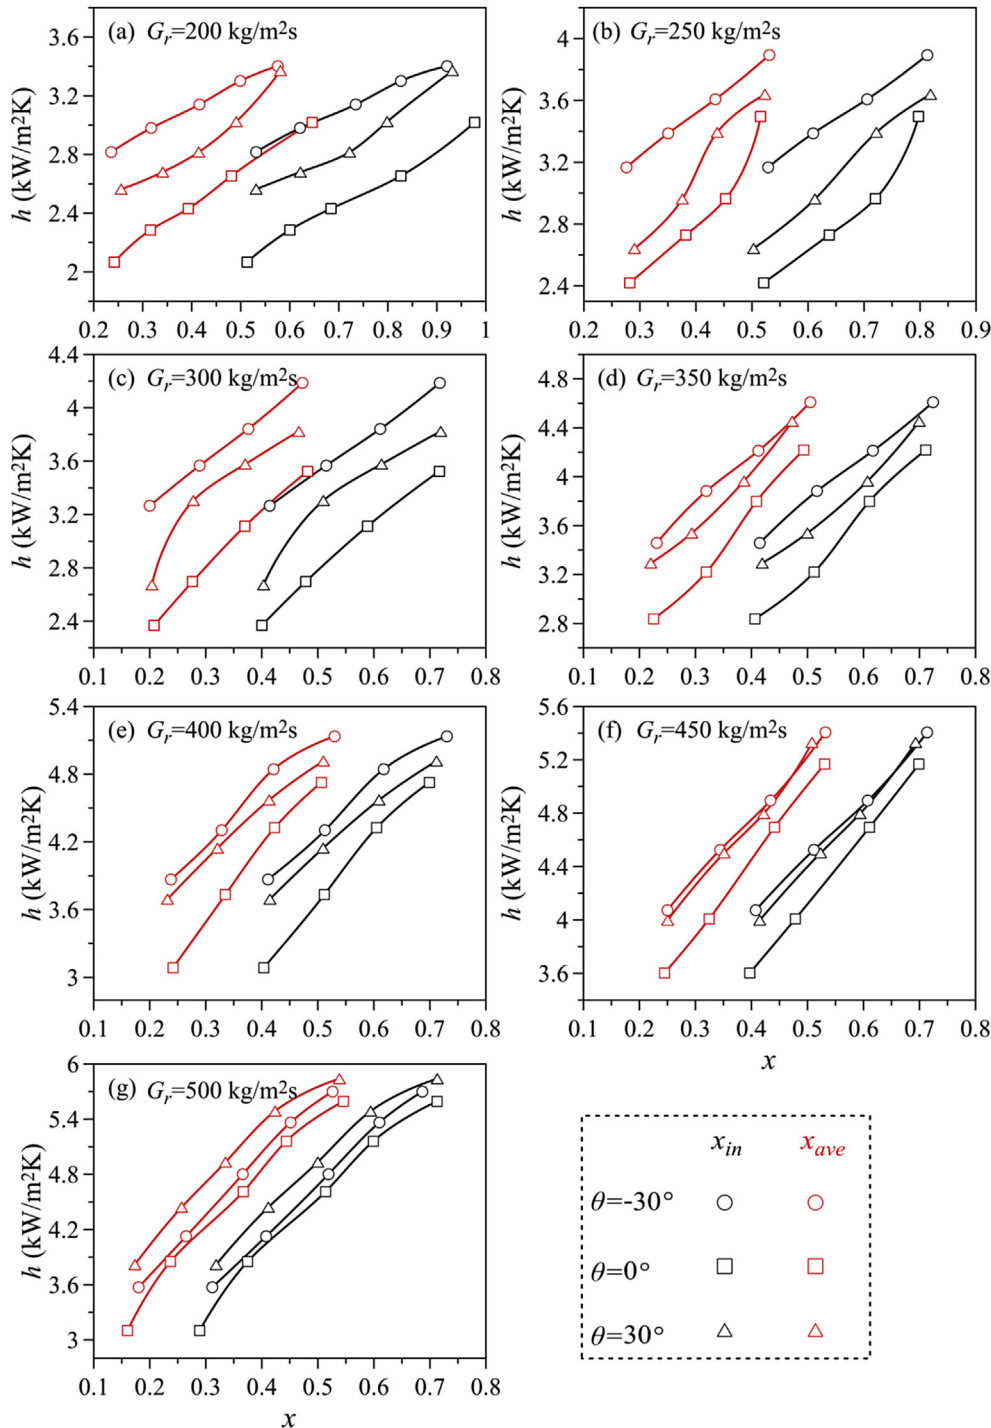 (a) Gr=200 kg/m2s
h (kW/m2K)
3.6
3.2
2.8
2.4
2
0.2 0.3 0.4 0.5 0.6 0.7 0.8 0.9 1
(b) Gr=250 kg/m2s
h (kW/m2K)
4
3.6
3.2
2.8
2.4
0.2 0.3 0.4 0.5 0.6 0.7 0.8 0.9
(c) Gr=300 kg/m2s
h (kW/m2K)
4.4
4
3.6
3.2
2.8
2.4
0.1 0.2 0.3 0.4 0.5 0.6 0.7 0.8
(d) Gr=350 kg/m2s
h (kW/m2K)
4.8
4.4
4
3.6
3.2
2.8
0.1 0.2 0.3 0.4 0.5 0.6 0.7 0.8
(e) Gr=400 kg/m2s
h (kW/m2K)
5.4
4.8
4.2
3.6
3
0.1 0.2 0.3 0.4 0.5 0.6 0.7 0.8
(f) Gr=450 kg/m2s
h (kW/m2K)
5.6
5.2
4.8
4.4
4
3.6
0.1 0.2 0.3 0.4 0.5 0.6 0.7 0.8
x
(g) Gr=500 kg/m2s
h (kW/m2K)
6
5.4
4.8
4.2
3.6
3
0.1 0.2 0.3 0.4 0.5 0.6 0.7 0.8
x
xin xave
θ=-30°
θ=0°
θ=30°